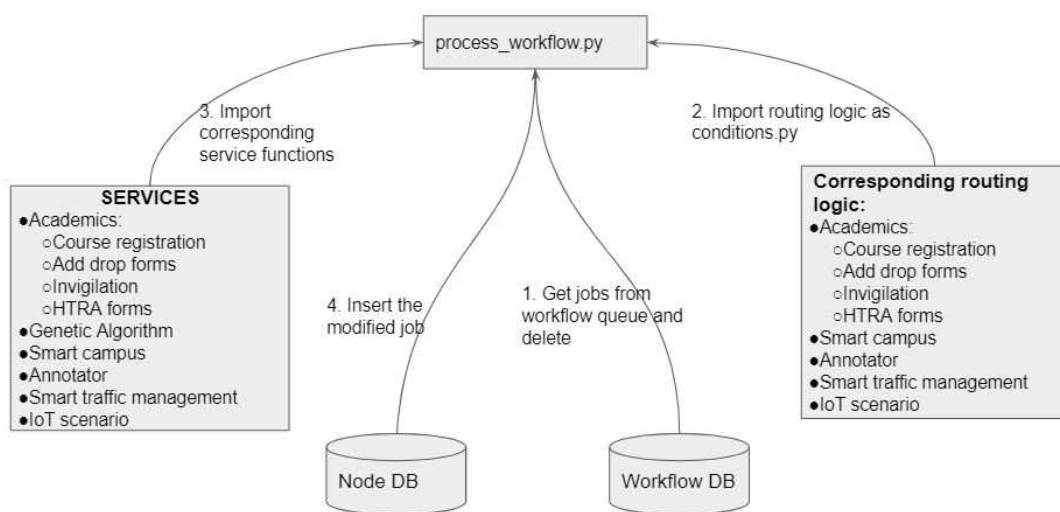 process_workflow.py
3. Import
corresponding
service functions
2. Import routing logic as
conditions.py
SERVICES
●Academics:
○Course registration
○Add drop forms
○Invigilation
○HTRA forms
●Genetic Algorithm
●Smart campus
●Annotator
●Smart traffic management
●IoT scenario
4. Insert the
modified job
1. Get jobs from
workflow queue and
delete
Corresponding routing
logic:
●Academics:
○Course registration
○Add drop forms
○Invigilation
○HTRA forms
●Smart campus
●Annotator
●Smart traffic management
●IoT scenario
Node DB
Workflow DB